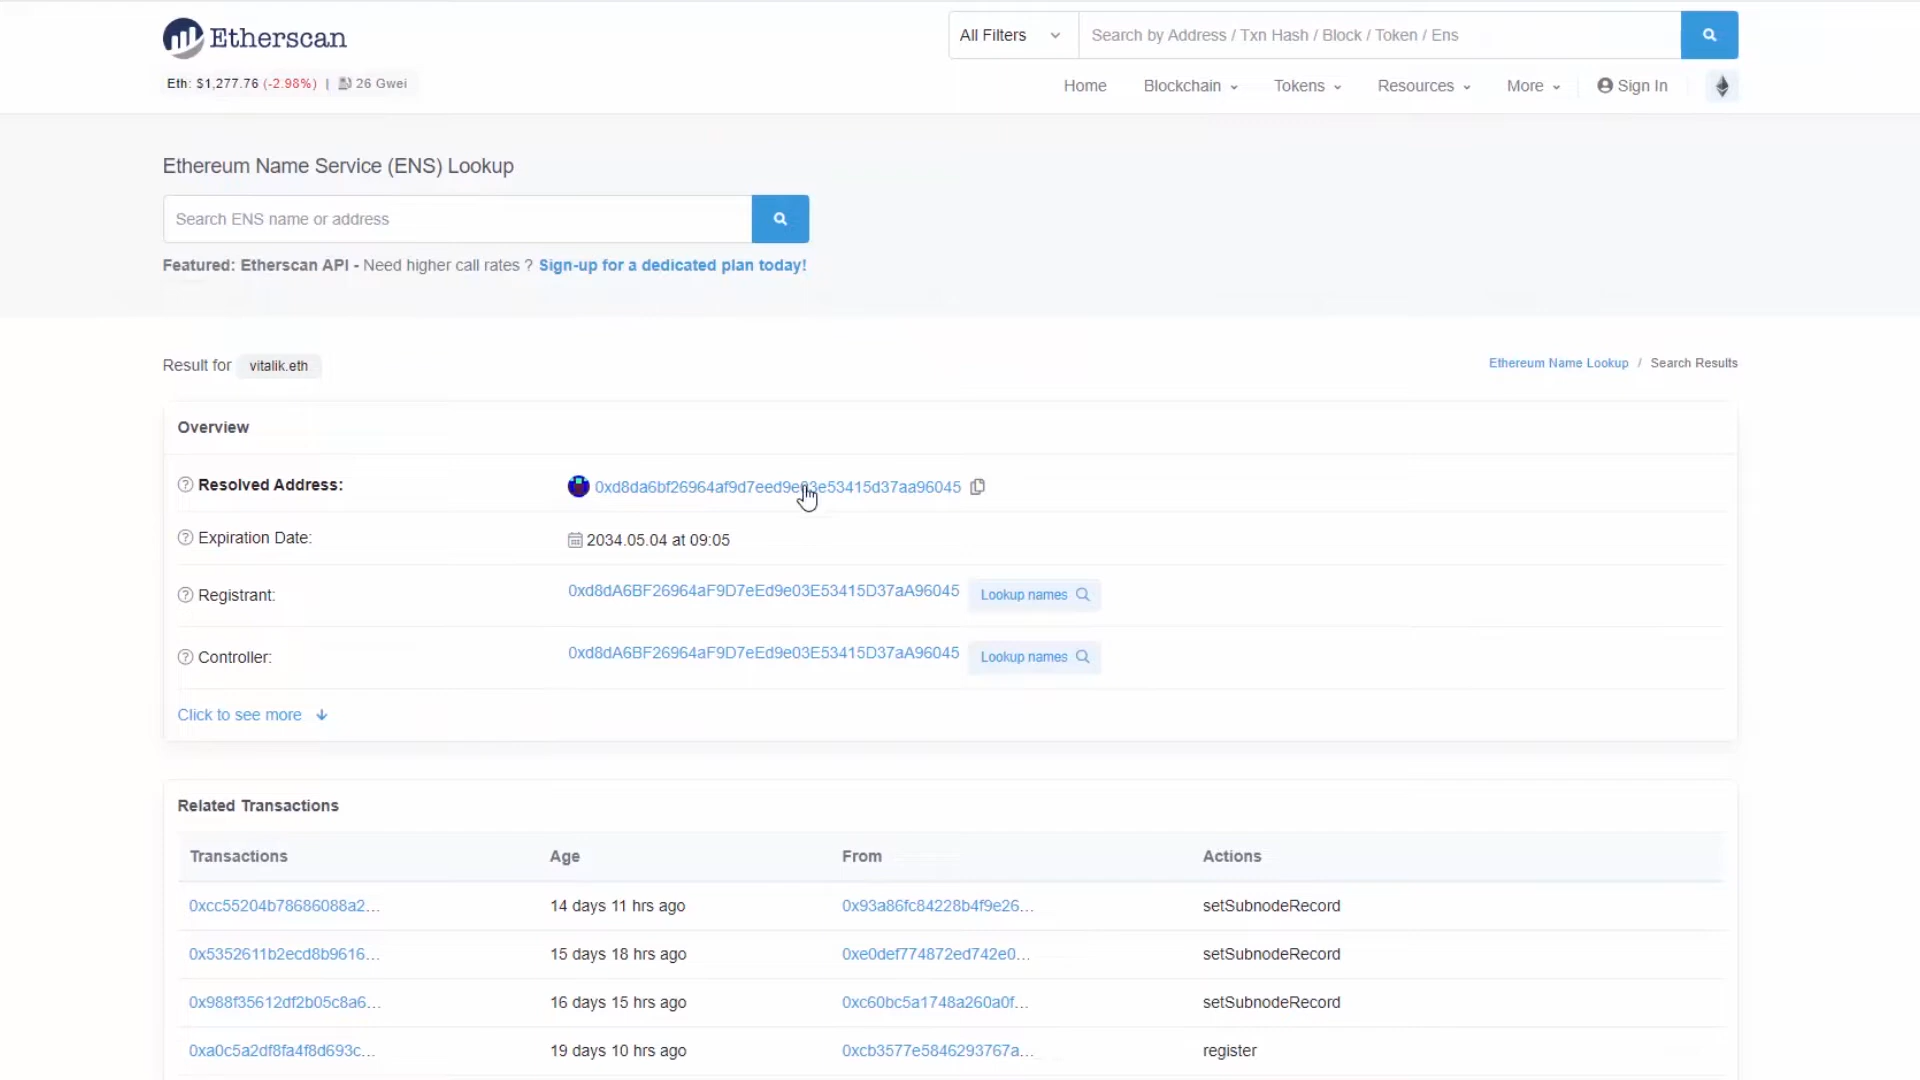 Etherscan
All Filters
Search by Address / Txn Hash / Block / Token / Ens
Eth: $1,277.76 (-2.98%) | 26 Gwei
Home Blockchain Tokens Resources More Sign In
Ethereum Name Service (ENS) Lookup
Search ENS name or address
Featured: Etherscan API - Need higher call rates ? Sign-up for a dedicated plan today!
Result for vitalik.eth
Ethereum Name Lookup / Search Results
Overview
Resolved Address: 0xd8da6bf26964af9d7eed9e03e53415d37aa96045
Expiration Date: 2034.05.04 at 09:05
Registrant: 0xd8dA6BF26964aF9D7eEd9e03E53415D37aA96045 Lookup names
Controller: 0xd8dA6BF26964aF9D7eEd9e03E53415D37aA96045 Lookup names
Click to see more
Related Transactions
Transactions Age From Actions
0xcc55204b78686088a2... 14 days 11 hrs ago 0x93a86fc84228b4f9e26... setSubnodeRecord
0x5352611b2ecd8b9616... 15 days 18 hrs ago 0xe0def774872ed742e0... setSubnodeRecord
0x988f35612df2b05c8a6... 16 days 15 hrs ago 0xc60bc5a1748a260a0f... setSubnodeRecord
0xa0c5a2df8fa4f8d693c... 19 days 10 hrs ago 0xcb3577e5846293767a... register